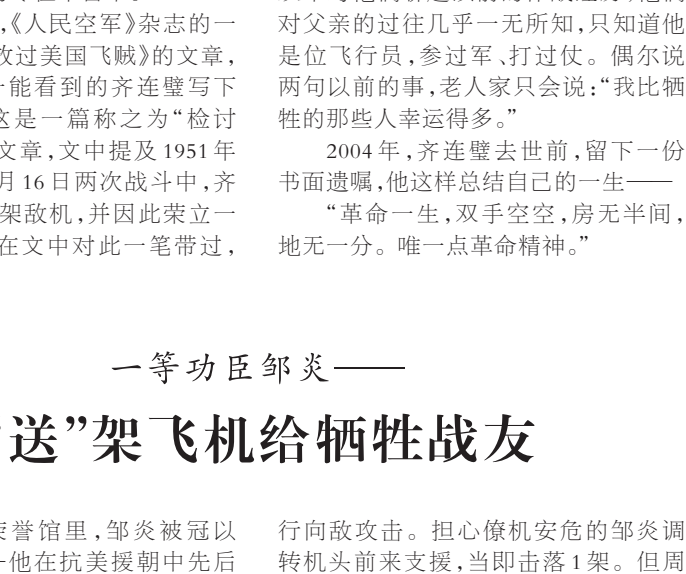 ,《人民空军》杂志的一
放过美国飞贼》的文章,
能看到的齐连璧写下
这是一篇称之为“检讨
文章,文中提及1951年
月16日两次战斗中,齐
架敌机,并因此荣立一
在文中对此一笔带过,
对父亲的过往几乎一无所知,只知道他
是位飞行员,参过军、打过仗。偶尔说
两句以前的事,老人家只会说:“我比牺
牲的那些人幸运得多。”
2004年,齐连璧去世前,留下一份
书面遗嘱,他这样总结自己的一生——
“革命一生,双手空空,房无半间,
地无一分。唯一点革命精神。”
一等功臣邹炎——
送”架飞机给牺牲战友
荣誉馆里,邹炎被冠以
他在抗美援朝中先后
行向敌攻击。担心僚机安危的邹炎调
转机头前来支援,当即击落1架。但周